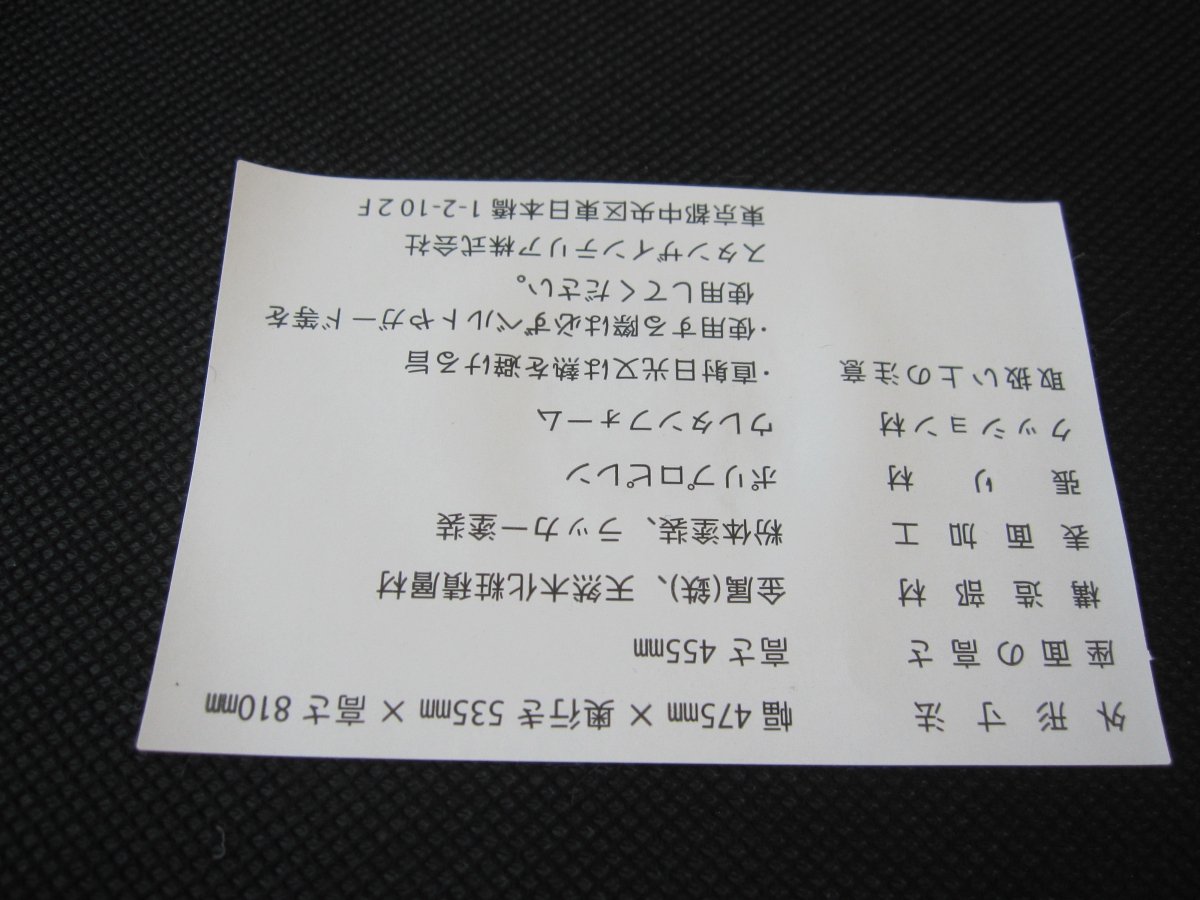 外形寸法 幅475mm × 奥行き535mm × 高さ810mm
座面の高さ 高さ455mm
構造部材 金属(鉄)、天然木化粧積層材
表面加工 粉体塗装、ラッカー塗装
張り材 ポリプロピレン
クッション材 ウレタンフォーム
取扱い上の注意 ・直射日光又は熱を避ける旨
・使用する際は必ずベルトやガード等を
使用してください。
スタンザインテリア株式会社
東京都中央区東日本橋1-2-102F